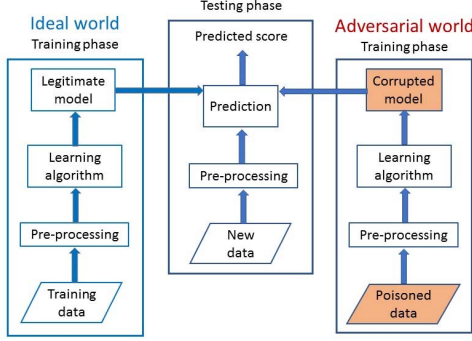 Ideal world
Training phase
Legitimate
model
Learning
algorithm
Pre-processing
Training
data
Testing phase
Predicted score
Prediction
Pre-processing
New
data
Adversarial world
Training phase
Corrupted
model
Learning
algorithm
Pre-processing
Poisoned
data